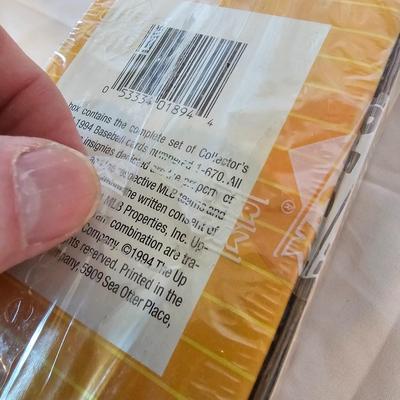 0 53334 01894 4
box contains the complete set of Collector's
1994 Baseball cards numbered 1-670. All
insignias depicted are the property of
respective MLB teams and
the written consent of
MLB Properties, Inc. Up-
combination are tra-
Company. ©1994 The Up
hts reserved. Printed in the
mpany, 5909 Sea Otter Place,
®